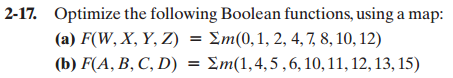 2-17. Optimize the following Boolean functions, using a map:
(a) F(W, X, Y, Z) = Σm(0, 1, 2, 4, 7, 8, 10, 12)
(b) F(A, B, C, D) = Σm(1, 4, 5 , 6, 10, 11, 12, 13, 15)